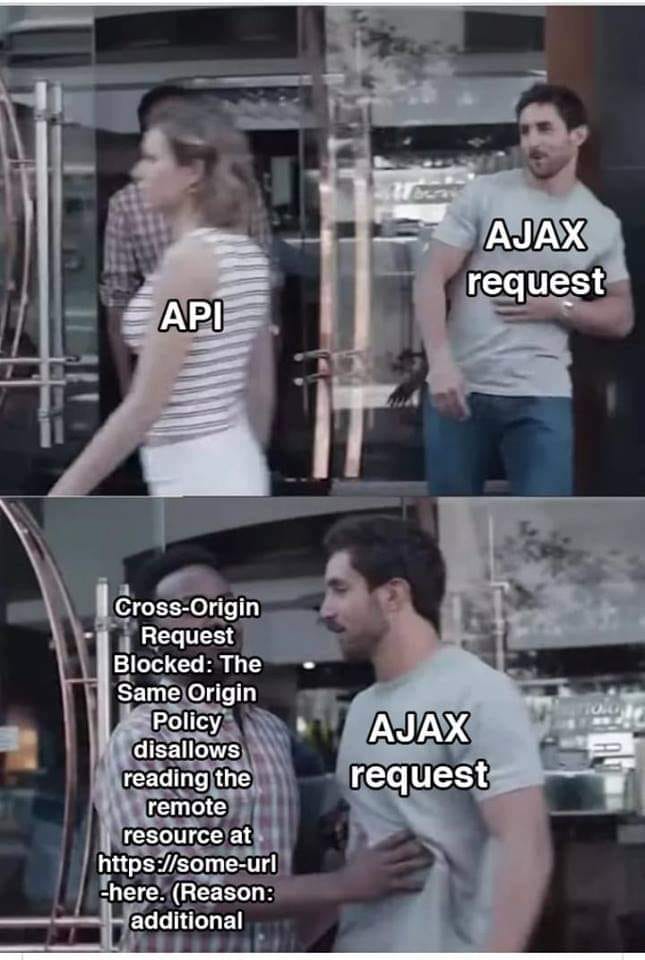 AJAX
request
API
Cross-Origin
Request
Blocked: The
Same Origin
Policy
disallows
reading the
remote
resource at
https://some-url
-here. (Reason:
additional
AJAX
request